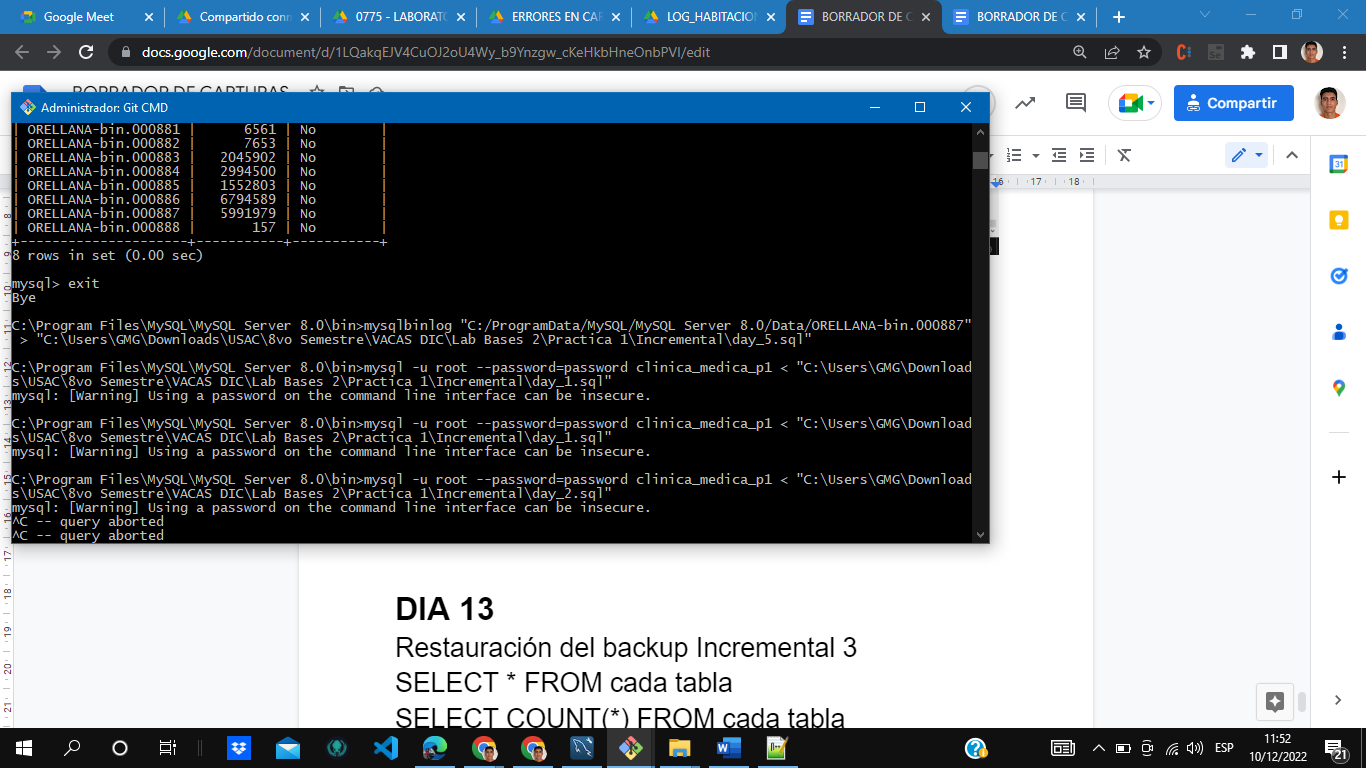 Google Meet
Compartido conn
0775 - LABORATO
ERRORES EN CAR
LOG_HABITACION
BORRADOR DE C
BORRADOR DE C
docs.google.com/document/d/1LQakqEJV4CuOJ2oU4Wy_b9Ynzgw_cKeHkbHneOnbPVI/edit
BORRADOR DE CAPTURAS
Compartir
Administrador: Git CMD
| ORELLANA-bin.000881 | 6561 | No |
| ORELLANA-bin.000882 | 7653 | No |
| ORELLANA-bin.000883 | 2045902 | No |
| ORELLANA-bin.000884 | 2994500 | No |
| ORELLANA-bin.000885 | 1552803 | No |
| ORELLANA-bin.000886 | 6794589 | No |
| ORELLANA-bin.000887 | 5991979 | No |
| ORELLANA-bin.000888 | 157 | No |
+---------------------+-----------+-----------+
8 rows in set (0.00 sec)
mysql> exit
Bye
C:\Program Files\MySQL\MySQL Server 8.0\bin>mysqlbinlog "C:/ProgramData/MySQL/MySQL Server 8.0/Data/ORELLANA-bin.000887"
> "C:\Users\GMG\Downloads\USAC\8vo Semestre\VACAS DIC\Lab Bases 2\Practica 1\Incremental\day_5.sql"
C:\Program Files\MySQL\MySQL Server 8.0\bin>mysql -u root --password=password clinica_medica_p1 < "C:\Users\GMG\Download
s\USAC\8vo Semestre\VACAS DIC\Lab Bases 2\Practica 1\Incremental\day_1.sql"
mysql: [Warning] Using a password on the command line interface can be insecure.
C:\Program Files\MySQL\MySQL Server 8.0\bin>mysql -u root --password=password clinica_medica_p1 < "C:\Users\GMG\Download
s\USAC\8vo Semestre\VACAS DIC\Lab Bases 2\Practica 1\Incremental\day_1.sql"
mysql: [Warning] Using a password on the command line interface can be insecure.
C:\Program Files\MySQL\MySQL Server 8.0\bin>mysql -u root --password=password clinica_medica_p1 < "C:\Users\GMG\Download
s\USAC\8vo Semestre\VACAS DIC\Lab Bases 2\Practica 1\Incremental\day_2.sql"
mysql: [Warning] Using a password on the command line interface can be insecure.
^C -- query aborted
^C -- query aborted
16 17 18
DIA 13
Restauración del backup Incremental 3
SELECT * FROM cada tabla
SELECT COUNT(*) FROM cada tabla
ESP
11:52
10/12/2022
21